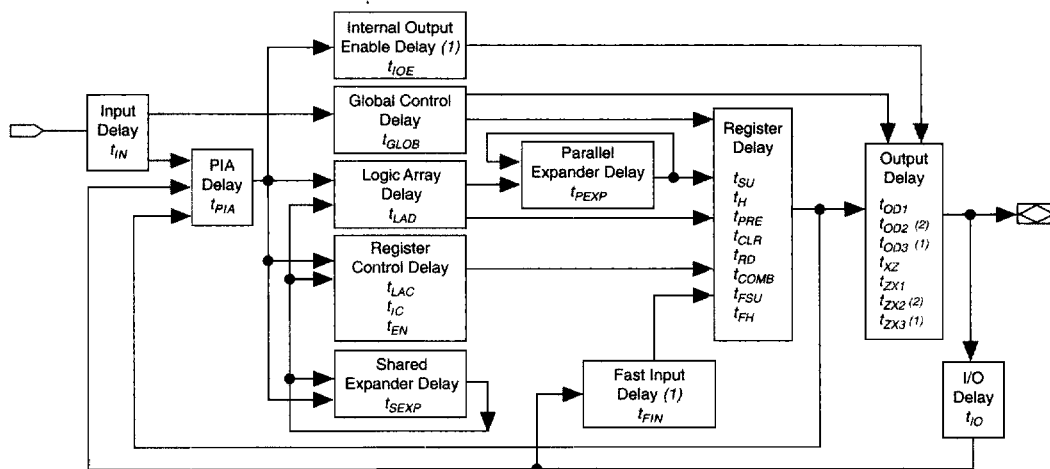 Internal Output
Enable Delay (1)
tIOE
Input
Delay
tIN
Global Control
Delay
tGLOB
Register
Delay
tSU
tH
tPRE
tCLR
tRD
tCOMB
tFSU
tFH
PIA
Delay
tPIA
Logic Array
Delay
tLAD
Parallel
Expander Delay
tPEXP
Output
Delay
tOD1
tOD2 (2)
tOD3 (1)
tXZ
tZX1
tZX2 (2)
tZX3 (1)
Register
Control Delay
tLAC
tIC
tEN
Shared
Expander Delay
tSEXP
Fast Input
Delay (1)
tFIN
I/O
Delay
tIO